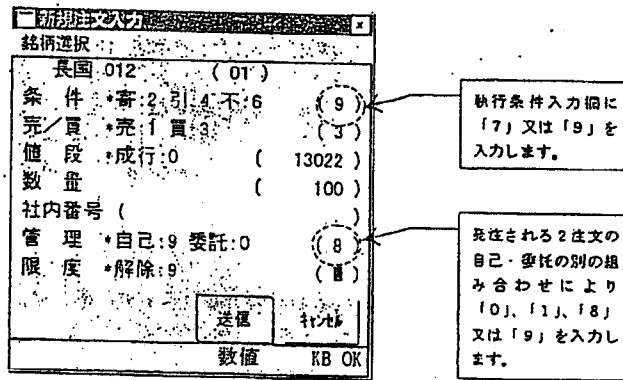 新規注文入力
銘柄選択
長国 012 ( 01 )
条 件 *寄:2 引:4 不:6 ( 9 )
売/買 *売:1 買:3 ( 3 )
値 段 *成行:0 ( 13022 )
数 量 ( 100 )
社内番号 ( )
管 理 *自己:9 委託:0 ( 8 )
限 度 *解除:9 ( )
送信 キャンセル
数値 KB OK
執行条件入力欄に
「7」又は「9」を
入力します。
発注される2注文の
自己・委託の別の組
み合わせにより
「0」、「1」、「8」
又は「9」を入力し
ます。